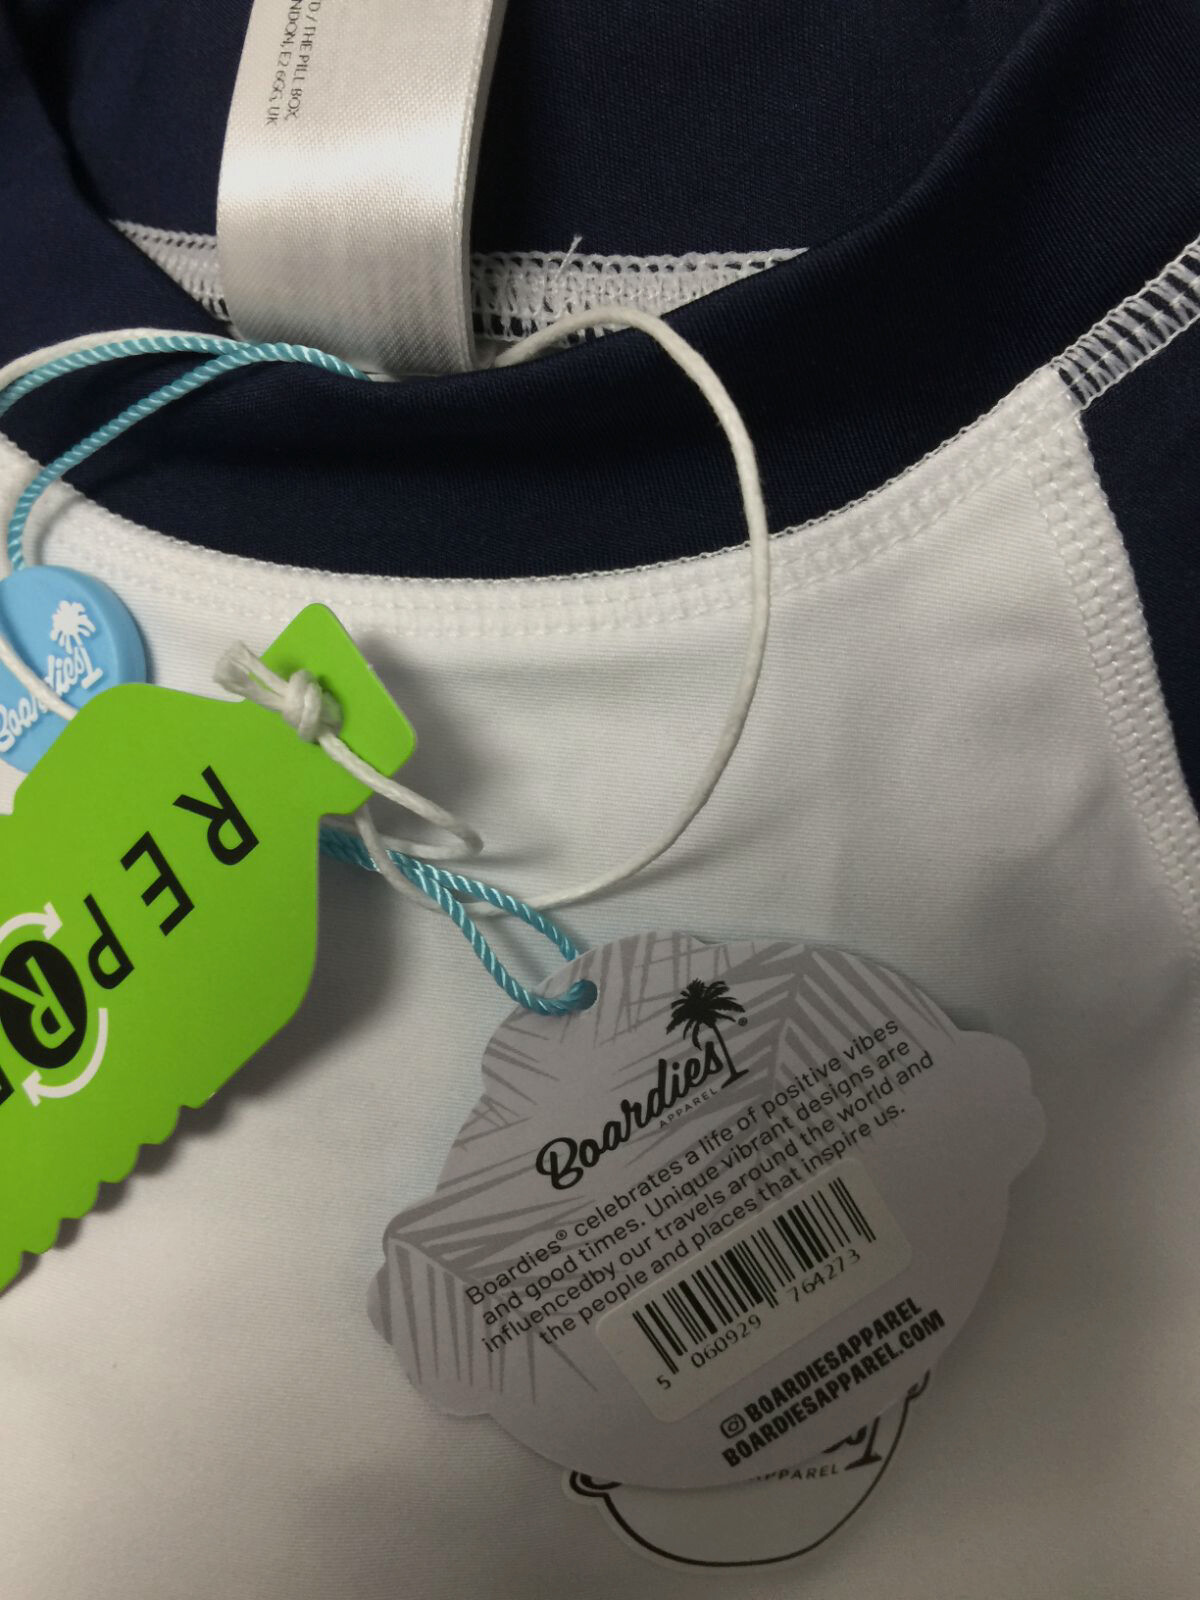 D / THE PILL BOX,
NDON, E2 6GG, UK
Boardies
REPR
Boardies®
APPAREL
Boardies® celebrates a life of positive vibes
and good times. Unique vibrant designs are
influencedby our travels around the world and
the people and places that inspire us.
5 060929 764273
BOARDIESAPPAREL
BOARDIESAPPAREL.COM
APPAREL